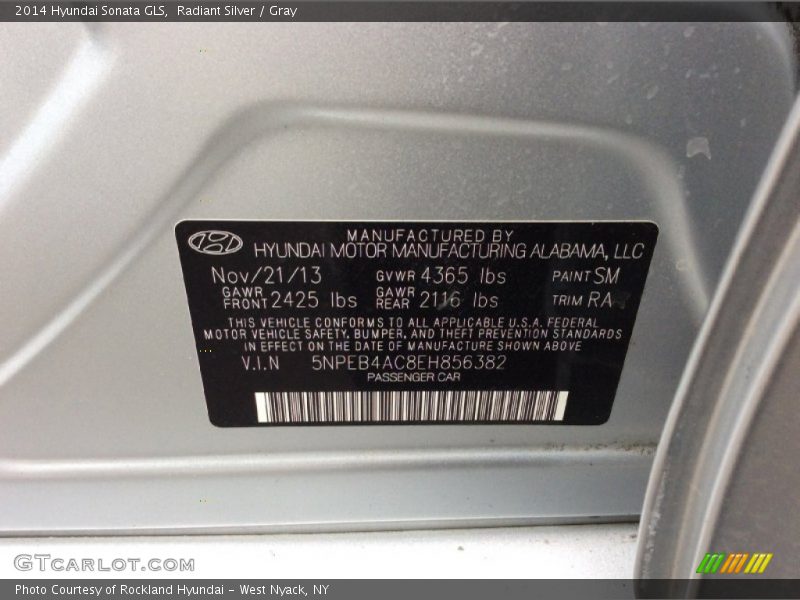 2014 Hyundai Sonata GLS, Radiant Silver / Gray
MANUFACTURED BY
HYUNDAI MOTOR MANUFACTURING ALABAMA, LLC
Nov/21/13 GVWR 4365 lbs PAINT SM
GAWR FRONT 2425 lbs GAWR REAR 2116 lbs TRIM RA
THIS VEHICLE CONFORMS TO ALL APPLICABLE U.S.A. FEDERAL
MOTOR VEHICLE SAFETY, BUMPER, AND THEFT PREVENTION STANDARDS
IN EFFECT ON THE DATE OF MANUFACTURE SHOWN ABOVE
V.I.N 5NPEB4AC8EH856382
PASSENGER CAR
GTCARLOT.COM
Photo Courtesy of Rockland Hyundai - West Nyack, NY